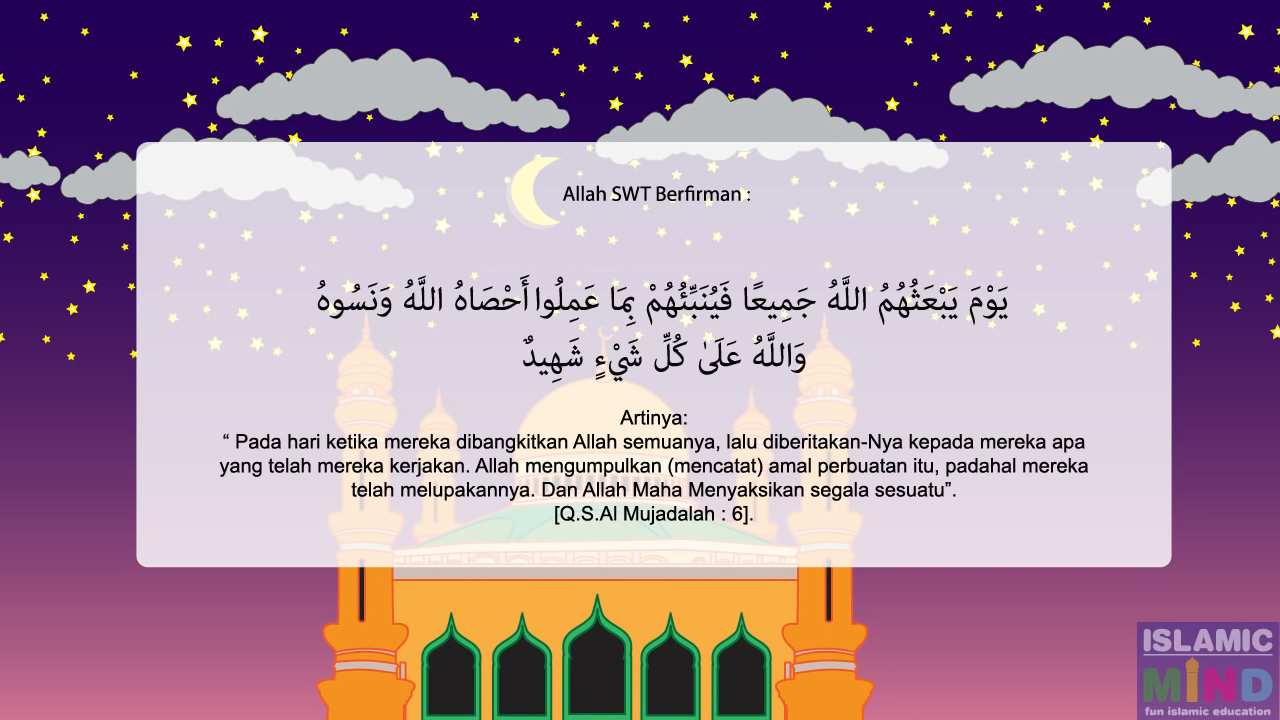 Allah SWT Berfirman :
يَوْمَ يَبْعَثُهُمُ اللَّهُ جَمِيعًا فَيُنَبِّئُهُمْ بِمَا عَمِلُوا أَحْصَاهُ اللَّهُ وَنَسُوهُ
وَاللَّهُ عَلَىٰ كُلِّ شَيْءٍ شَهِيدٌ
Artinya:
“ Pada hari ketika mereka dibangkitkan Allah semuanya, lalu diberitakan-Nya kepada mereka apa
yang telah mereka kerjakan. Allah mengumpulkan (mencatat) amal perbuatan itu, padahal mereka
telah melupakannya. Dan Allah Maha Menyaksikan segala sesuatu”.
[Q.S.Al Mujadalah : 6].
ISLAMIC
MIND
fun islamic education